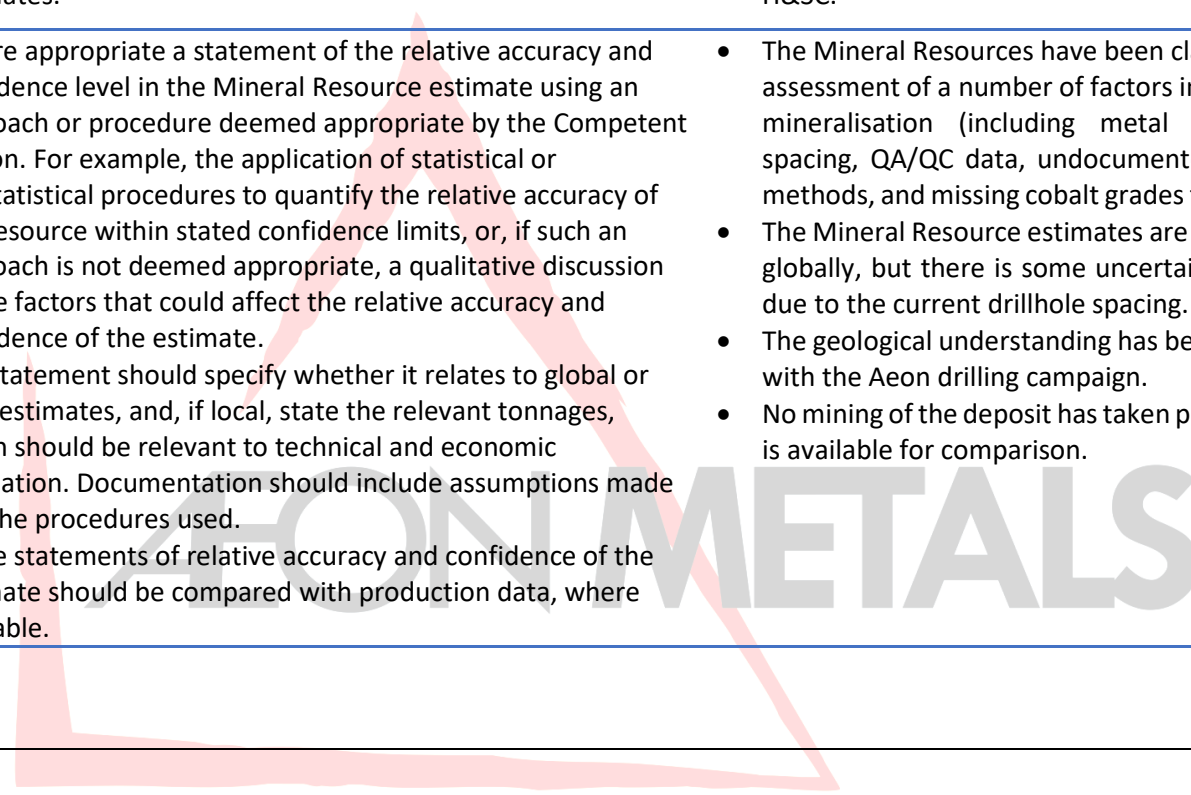 re appropriate a statement of the relative accuracy and
dence level in the Mineral Resource estimate using an
oach or procedure deemed appropriate by the Competent
on. For example, the application of statistical or
tatistical procedures to quantify the relative accuracy of
esource within stated confidence limits, or, if such an
oach is not deemed appropriate, a qualitative discussion
e factors that could affect the relative accuracy and
dence of the estimate.
tatement should specify whether it relates to global or
estimates, and, if local, state the relevant tonnages,
h should be relevant to technical and economic
ation. Documentation should include assumptions made
he procedures used.
e statements of relative accuracy and confidence of the
nate should be compared with production data, where
able.
• The Mineral Resources have been cl
assessment of a number of factors i
mineralisation (including metal
spacing, QA/QC data, undocument
methods, and missing cobalt grades
• The Mineral Resource estimates are
globally, but there is some uncertai
due to the current drillhole spacing.
• The geological understanding has be
with the Aeon drilling campaign.
• No mining of the deposit has taken p
is available for comparison.
ÆON METALS